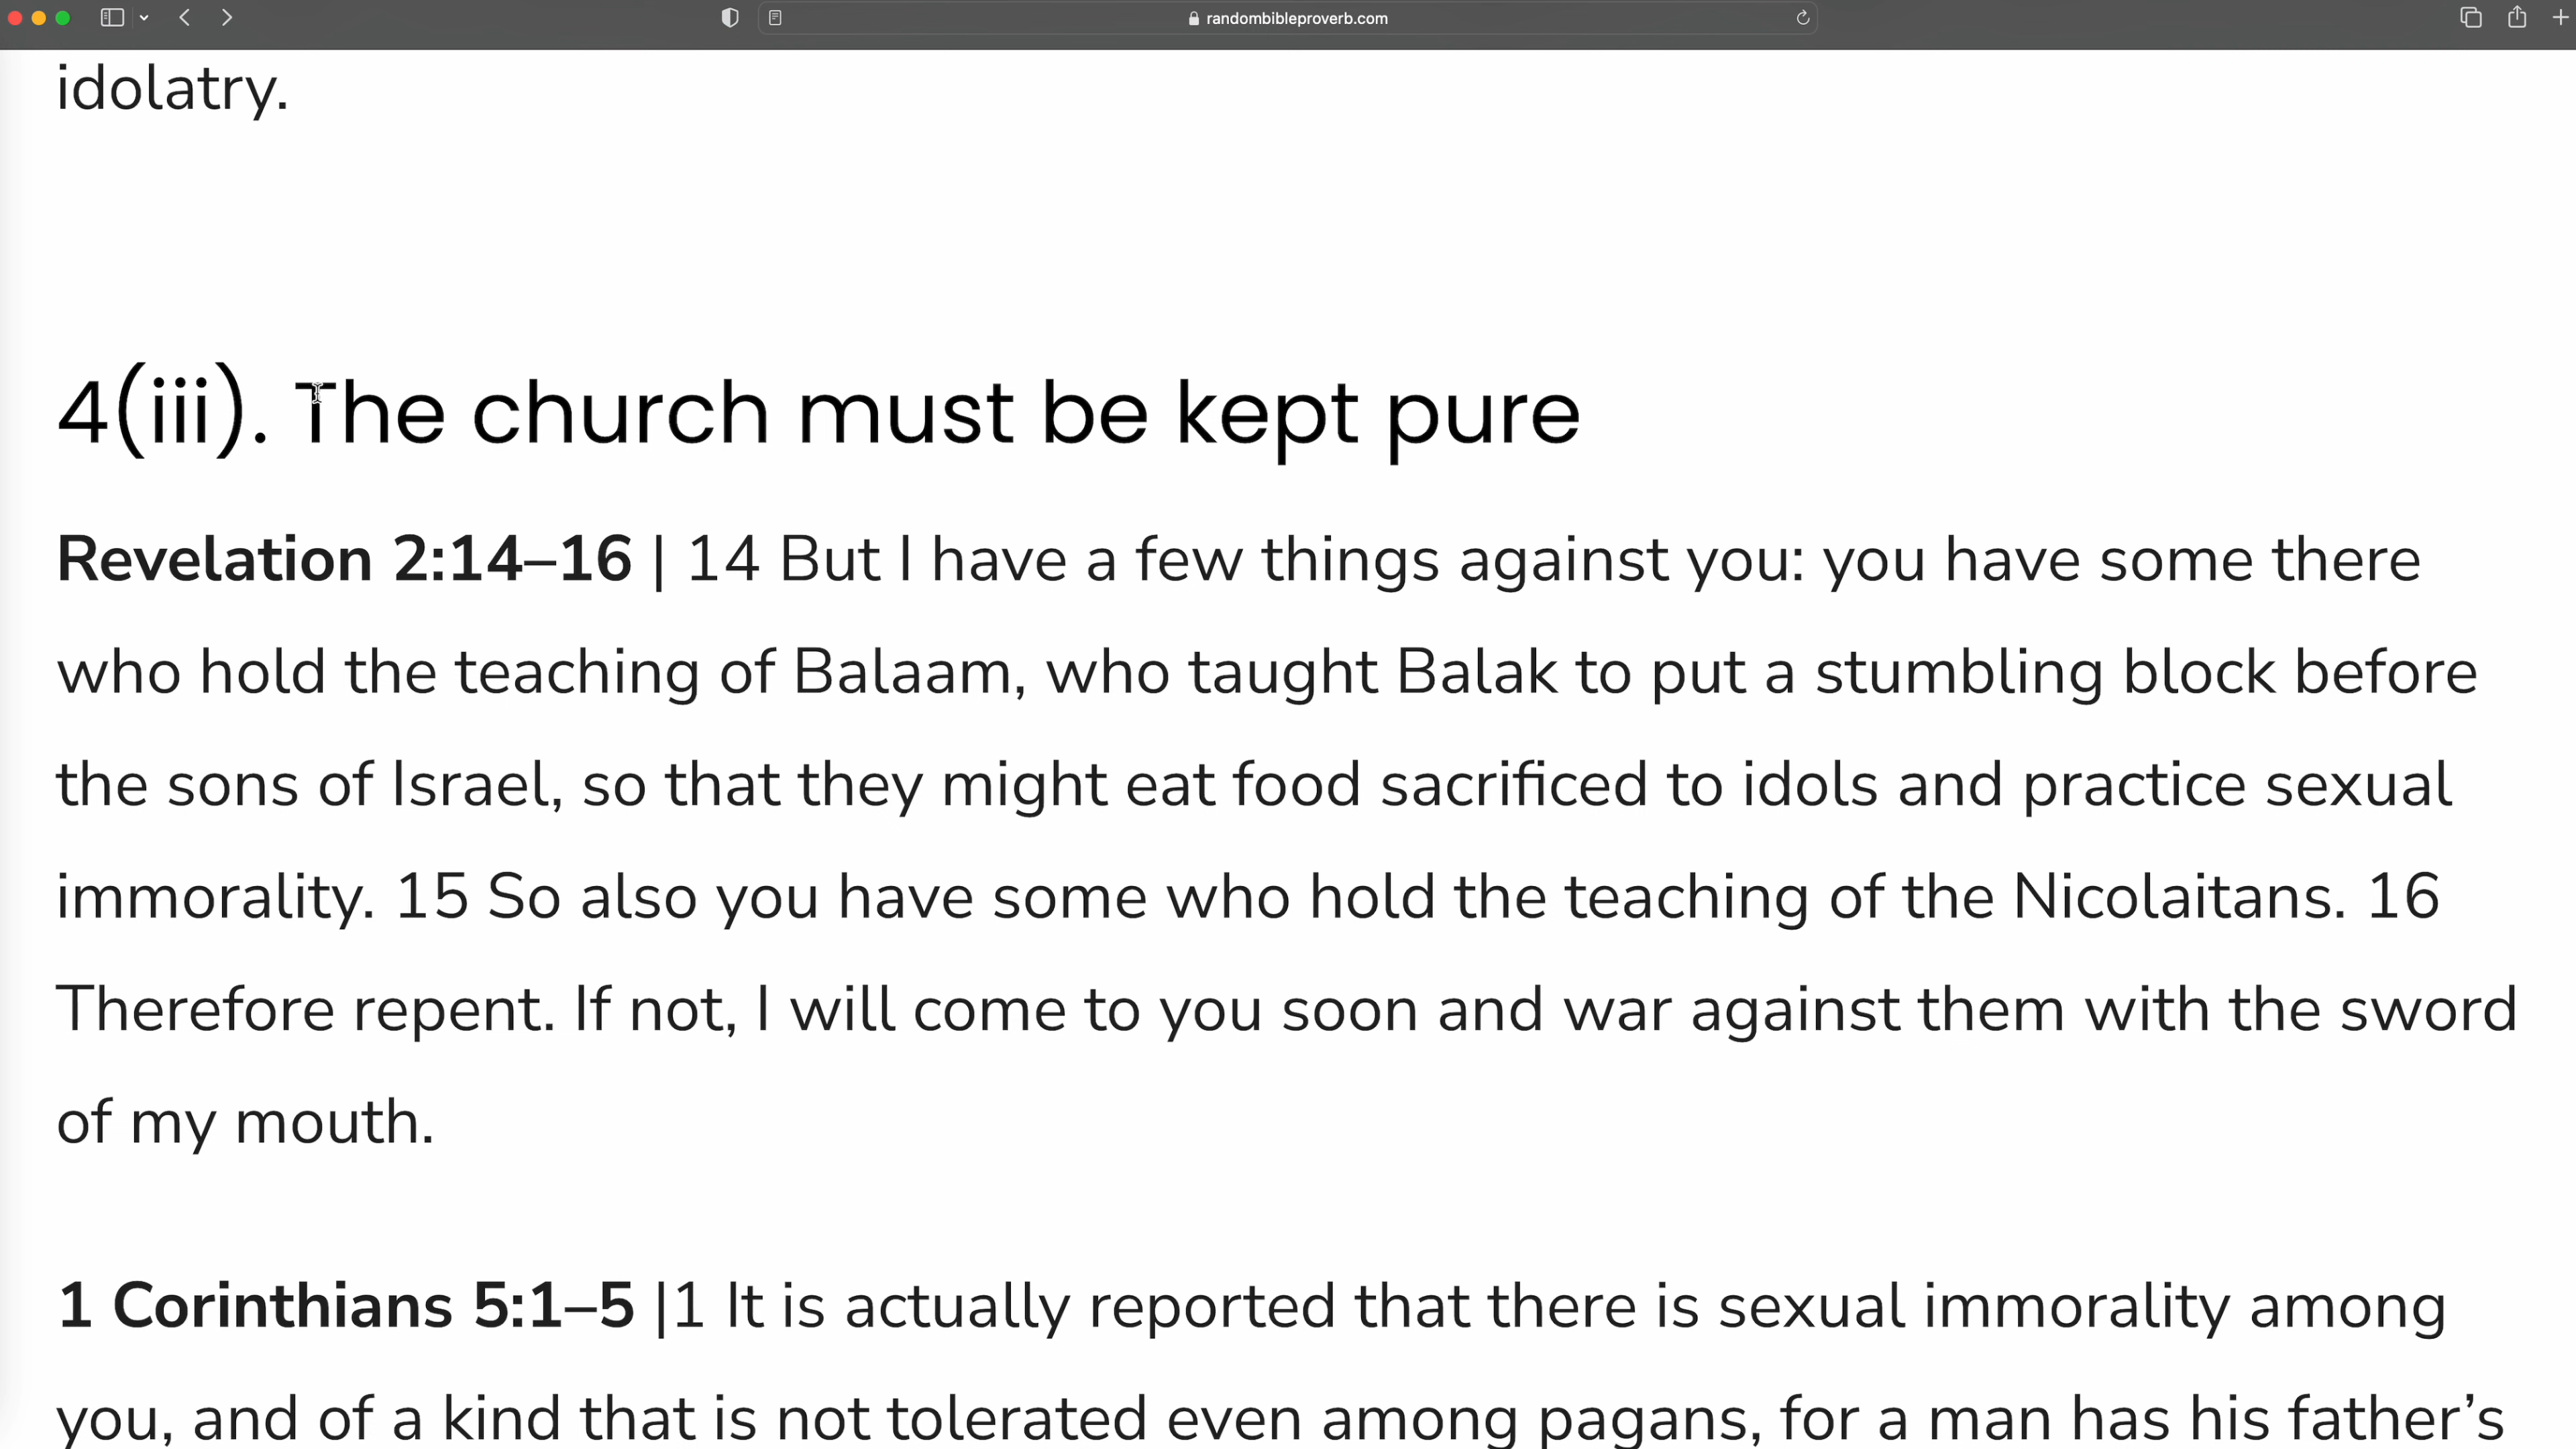 randombibleproverb.com
idolatry.
4(iii). The church must be kept pure
Revelation 2:14–16 | 14 But I have a few things against you: you have some there
who hold the teaching of Balaam, who taught Balak to put a stumbling block before
the sons of Israel, so that they might eat food sacrificed to idols and practice sexual
immorality. 15 So also you have some who hold the teaching of the Nicolaitans. 16
Therefore repent. If not, I will come to you soon and war against them with the sword
of my mouth.
1 Corinthians 5:1–5 |1 It is actually reported that there is sexual immorality among
you, and of a kind that is not tolerated even among pagans, for a man has his father’s